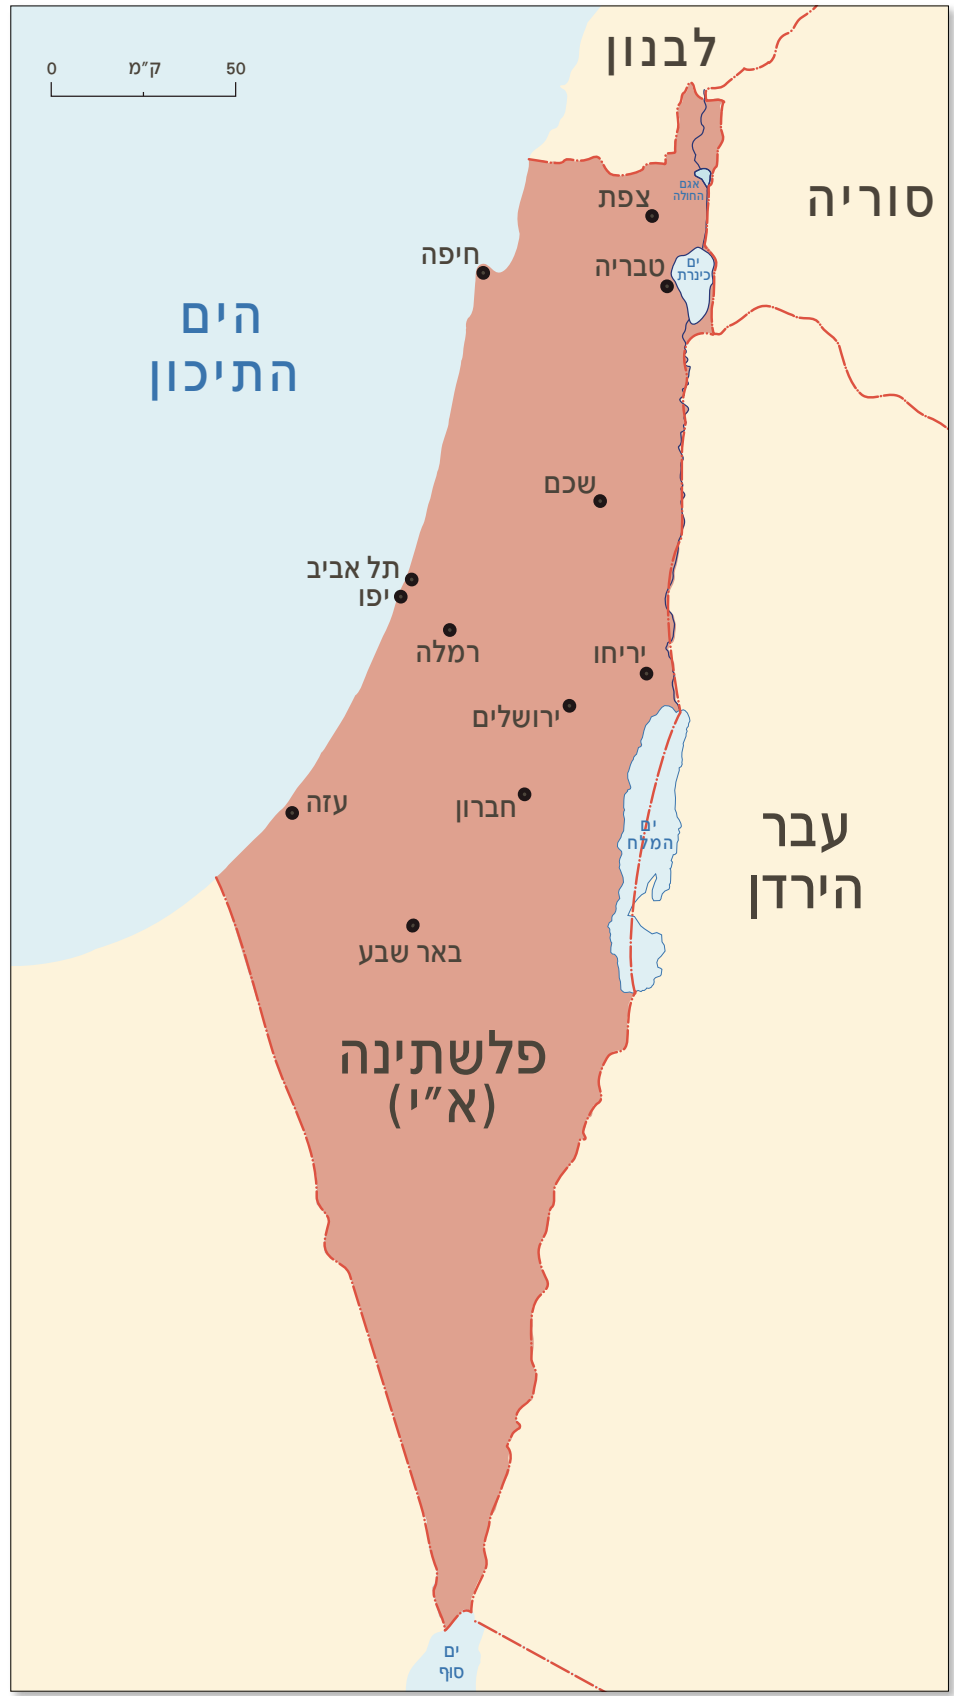 לבנון
0 ק"מ 50
סוריה
אגם
החולה
צפת
חיפה
טבריה
ים
כינרת
הים
התיכון
שכם
תל אביב
יפו
רמלה
יריחו
ירושלים
עזה
חברון
ים
המלח
עבר
הירדן
באר שבע
פלשתינה
(א"י)
ים
סוף